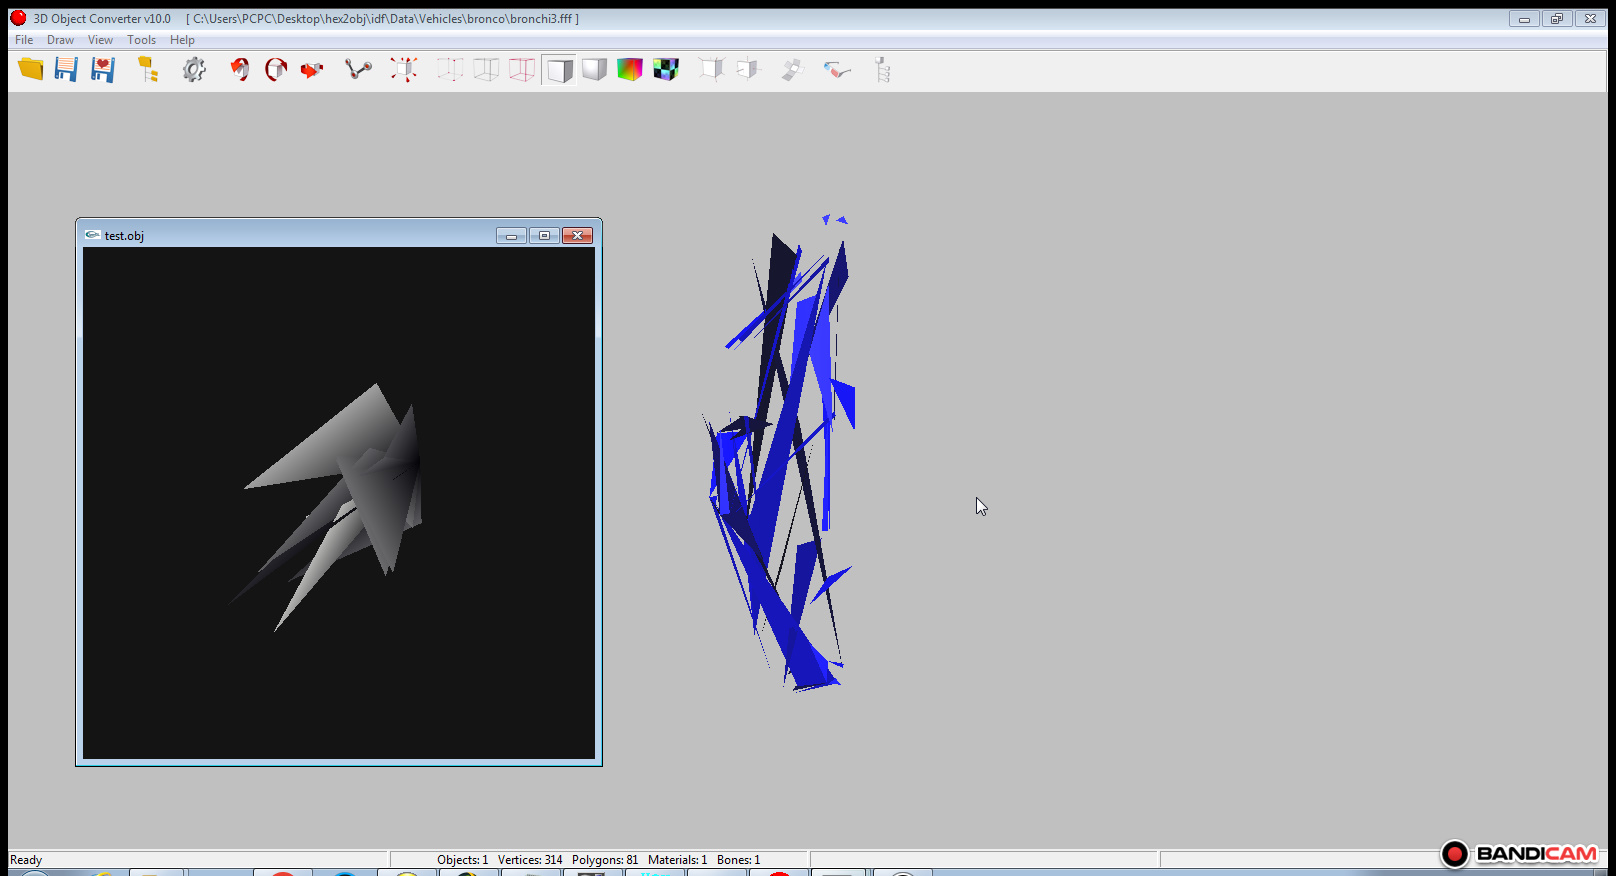 3D Object Converter v10.0 [ C:\Users\PCPC\Desktop\hex2obj\idf\Data\Vehicles\bronco\bronchi3.fff ]
File Draw View Tools Help
test.obj
Ready
Objects: 1 Vertices: 314 Polygons: 81 Materials: 1 Bones: 1
BANDICAM